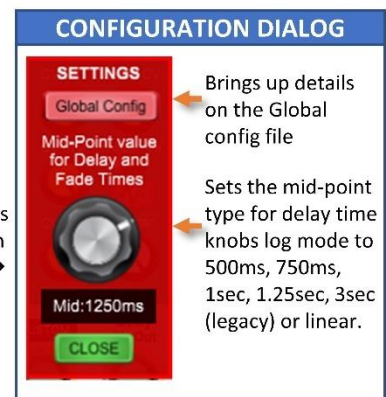 CONFIGURATION DIALOG
SETTINGS
Global Config
Mid-Point value
for Delay and
Fade Times
Mid:1250ms
CLOSE
Brings up details
on the Global
config file
Sets the mid-point
type for delay time
knobs log mode to
500ms, 750ms,
1sec, 1.25sec, 3sec
(legacy) or linear.